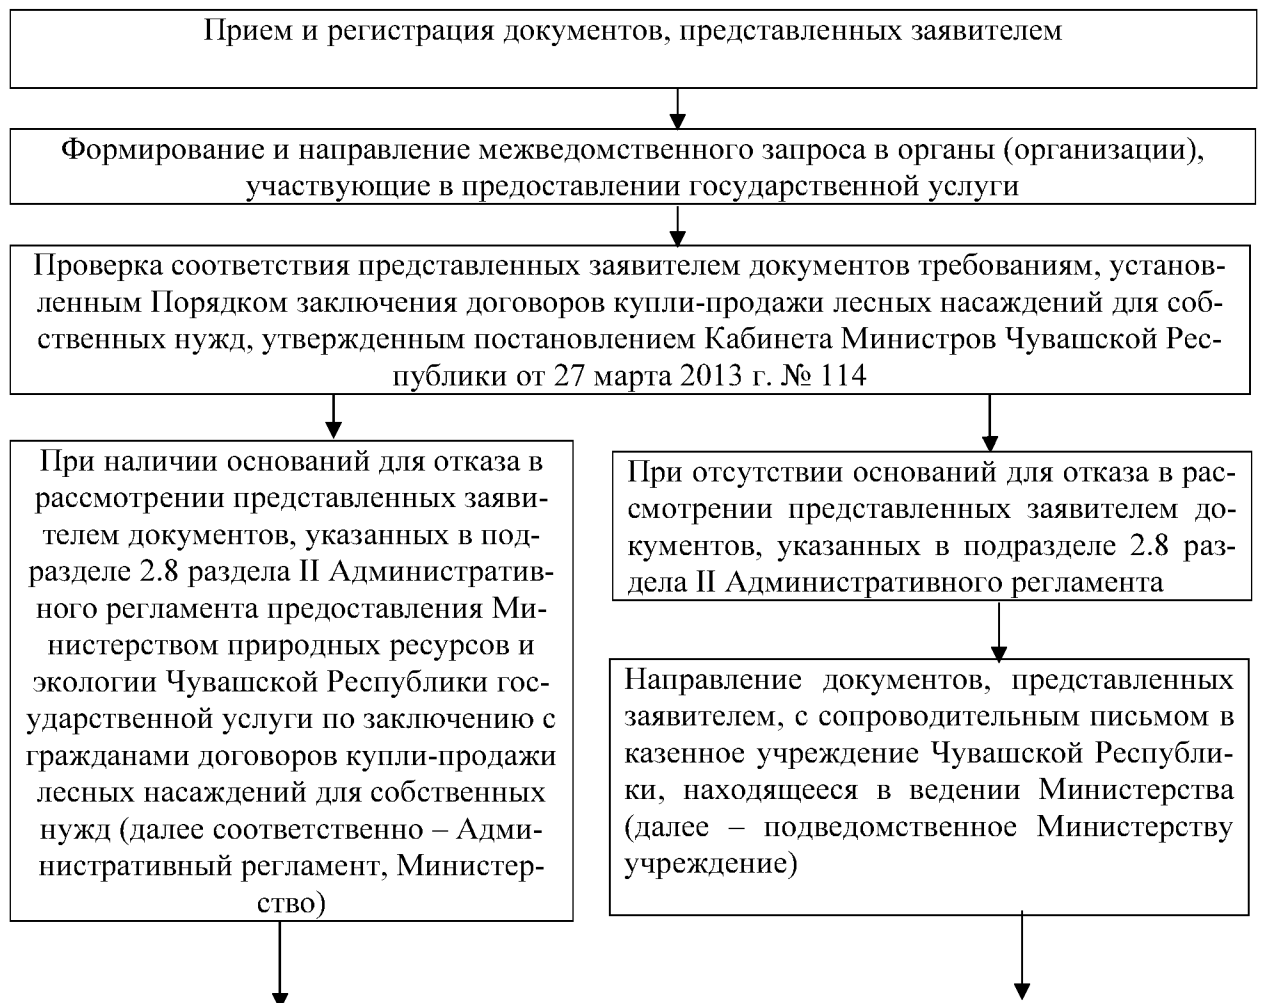 Прием и регистрация документов, представленных заявителем
Формирование и направление межведомственного запроса в органы (организации),
участвующие в предоставлении государственной услуги
Проверка соответствия представленных заявителем документов требованиям, установ-
ленным Порядком заключения договоров купли-продажи лесных насаждений для соб-
ственных нужд, утвержденным постановлением Кабинета Министров Чувашской Рес-
публики от 27 марта 2013 г. № 114
При наличии оснований для отказа в
рассмотрении представленных заяви-
телем документов, указанных в под-
разделе 2.8 раздела II Административ-
ного регламента предоставления Ми-
нистерством природных ресурсов и
экологии Чувашской Республики гос-
ударственной услуги по заключению с
гражданами договоров купли-продажи
лесных насаждений для собственных
нужд (далее соответственно – Адми-
нистративный регламент, Министер-
ство)
При отсутствии оснований для отказа в рас-
смотрении представленных заявителем до-
кументов, указанных в подразделе 2.8 раз-
дела II Административного регламента
Направление документов, представленных
заявителем, с сопроводительным письмом в
казенное учреждение Чувашской Республи-
ки, находящееся в ведении Министерства
(далее – подведомственное Министерству
учреждение)